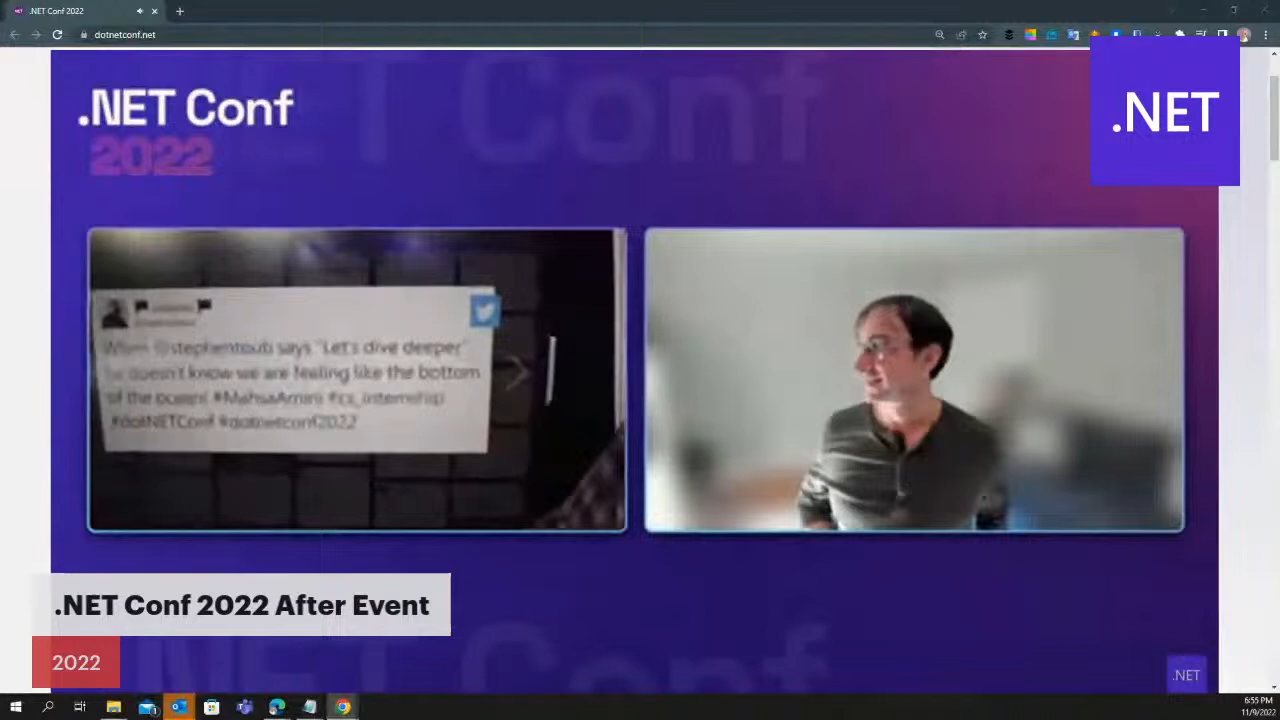 .NET Conf 2022
dotnetconf.net
.NET Conf
2022
.NET
When @stephentoub says "Let's dive deeper"
he doesn't know we are feeling like the bottom
of the ocean! #MahsaAmini #cs_internship
#dotNETConf #dotnetconf2022
.NET Conf 2022 After Event
2022
.NET
6:55 PM
11/9/2022